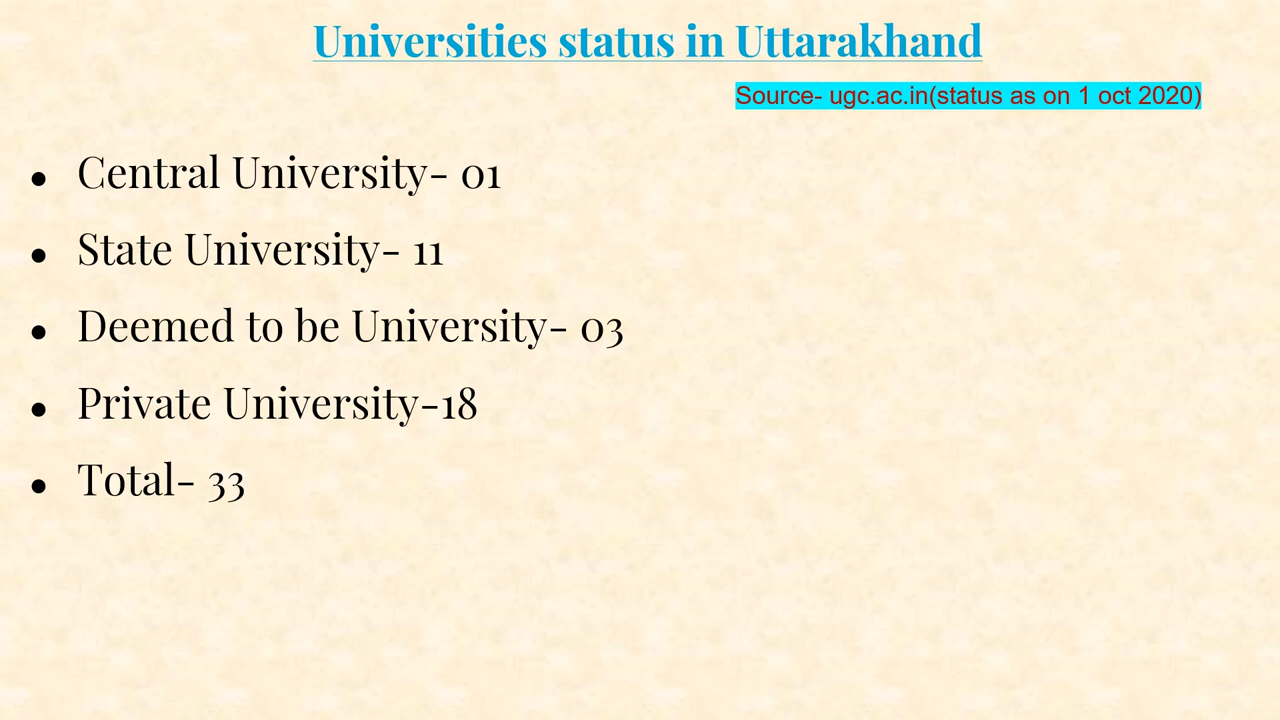 Universities status in Uttarakhand
Source- ugc.ac.in(status as on 1 oct 2020)
● Central University- 01
● State University- 11
● Deemed to be University- 03
● Private University-18
● Total- 33